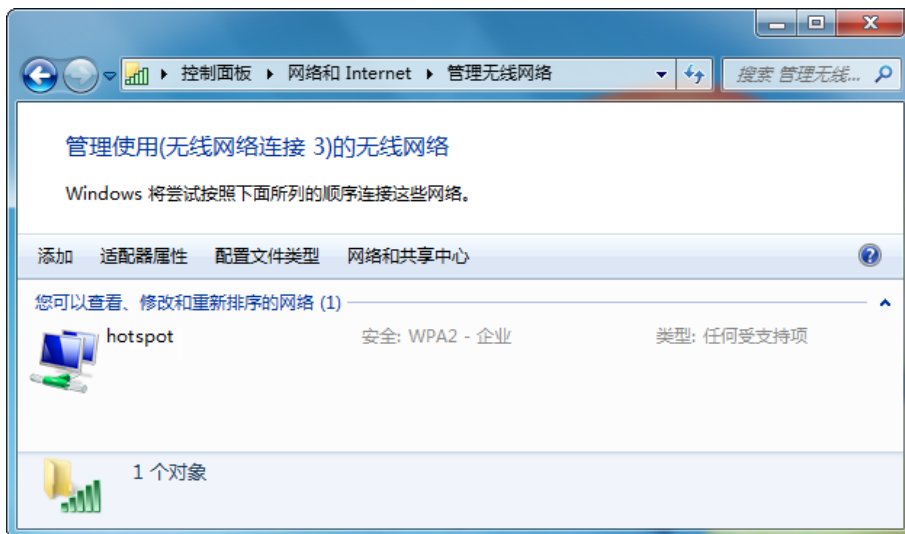 控制面板 网络和 Internet 管理无线网络 搜索 管理无线...
管理使用(无线网络连接 3)的无线网络
Windows 将尝试按照下面所列的顺序连接这些网络。
添加 适配器属性 配置文件类型 网络和共享中心
您可以查看、修改和重新排序的网络 (1)
hotspot 安全: WPA2 - 企业 类型: 任何受支持项
1 个对象